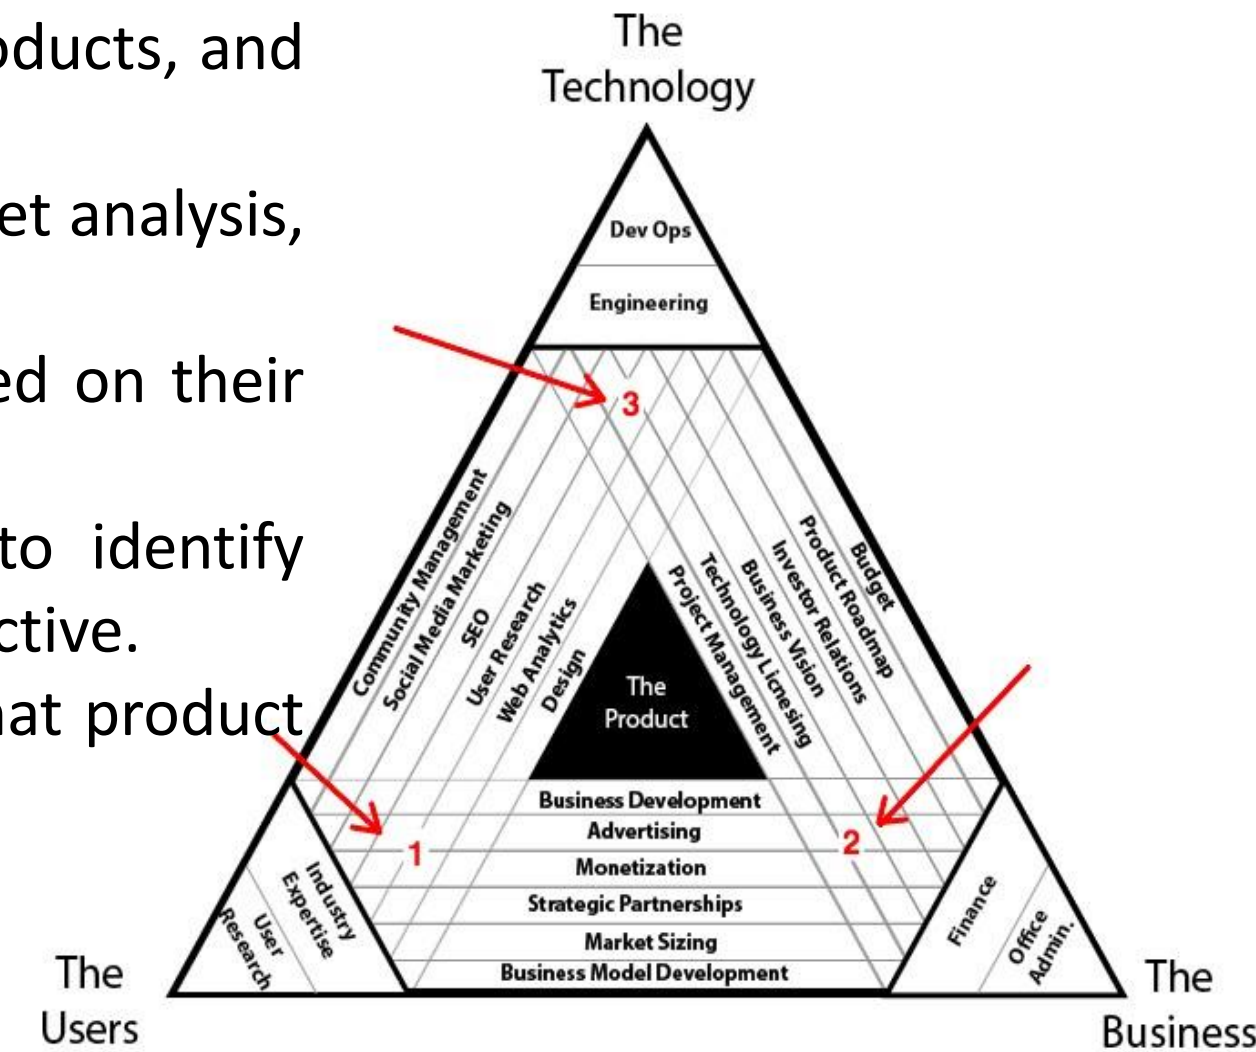 oducts, and
et analysis,
ed on their
to identify
ctive.
hat product
The
Technology
Dev Ops
Engineering
3
Community Management
Social Media Marketing
SEO
User Research
Web Analytics
Design
The
Product
Project Management
Technology Licnesing
Business Vision
Investor Relations
Product Roadmap
Budget
Business Development
Advertising
Monetization
Strategic Partnerships
Market Sizing
Business Model Development
1
2
Industry
Expertise
User
Research
Finance
Office
Admin.
The
Users
The
Business